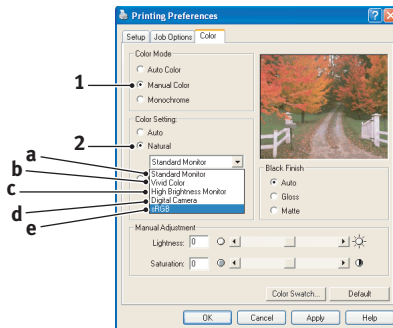 Printing Preferences
Setup Job Options Color
Color Mode
Auto Color
1
Manual Color
Monochrome
Color Setting:
Auto
2
Natural
Standard Monitor
a
Standard Monitor
b
Vivid Color
c
High Brightness Monitor
d
Digital Camera
e
sRGB
Black Finish
Auto
Gloss
Matte
Manual Adjustment
Lightness: 0
Saturation: 0
Color Swatch... Default
OK Cancel Apply Help